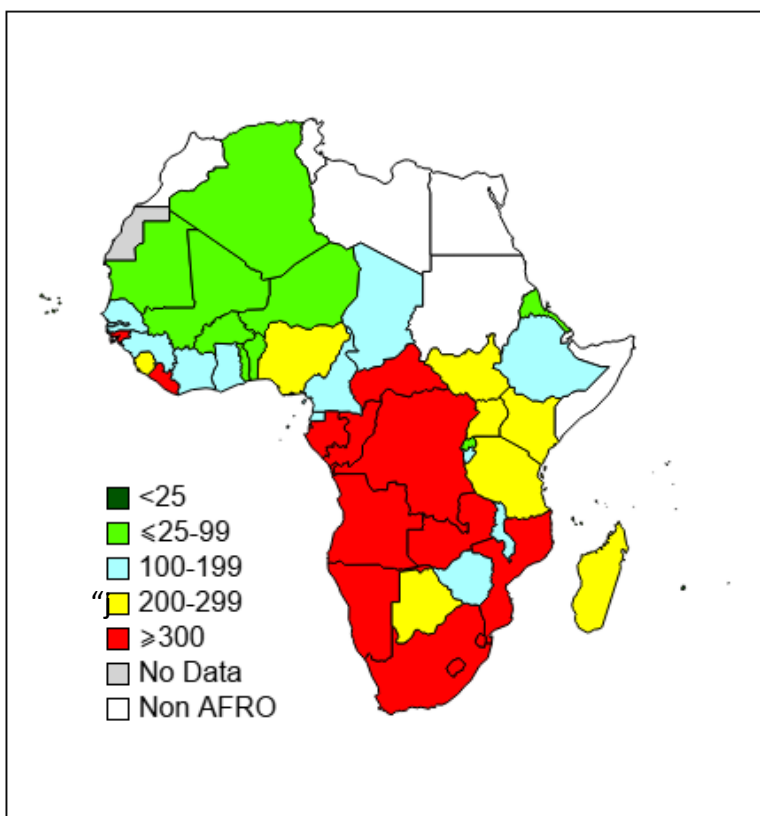 <25
⩽25-99
100-199
“j 200-299
⩾300
No Data
Non AFRO